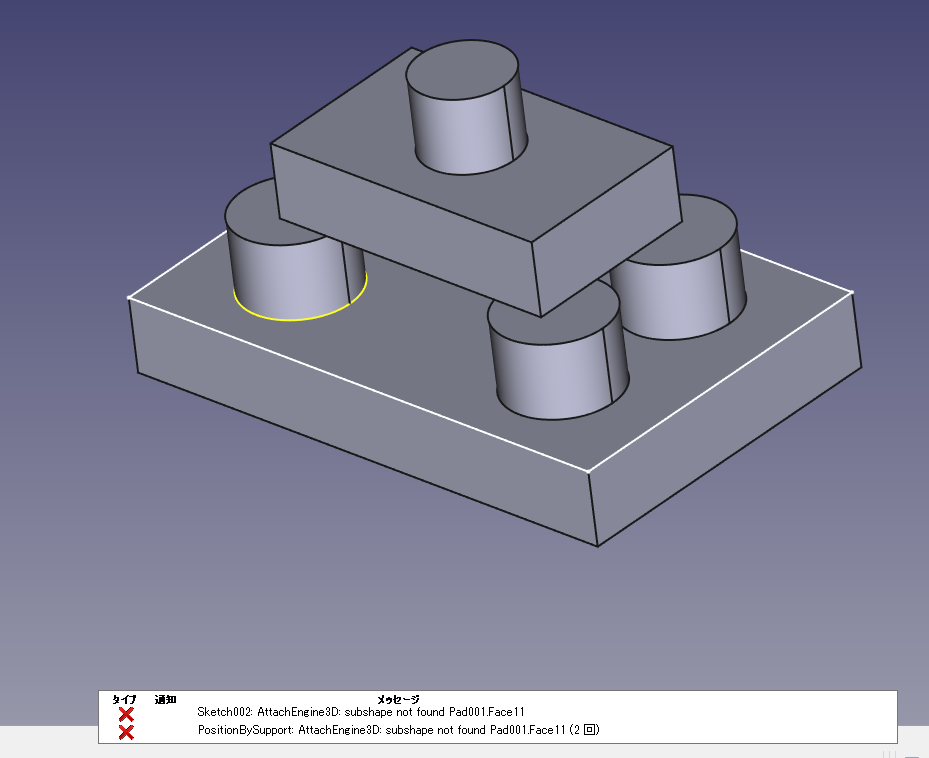 タイプ 通知 メッセージ
Sketch002: AttachEngine3D: subshape not found Pad001.Face11
PositionBySupport: AttachEngine3D: subshape not found Pad001.Face11 (2 回)